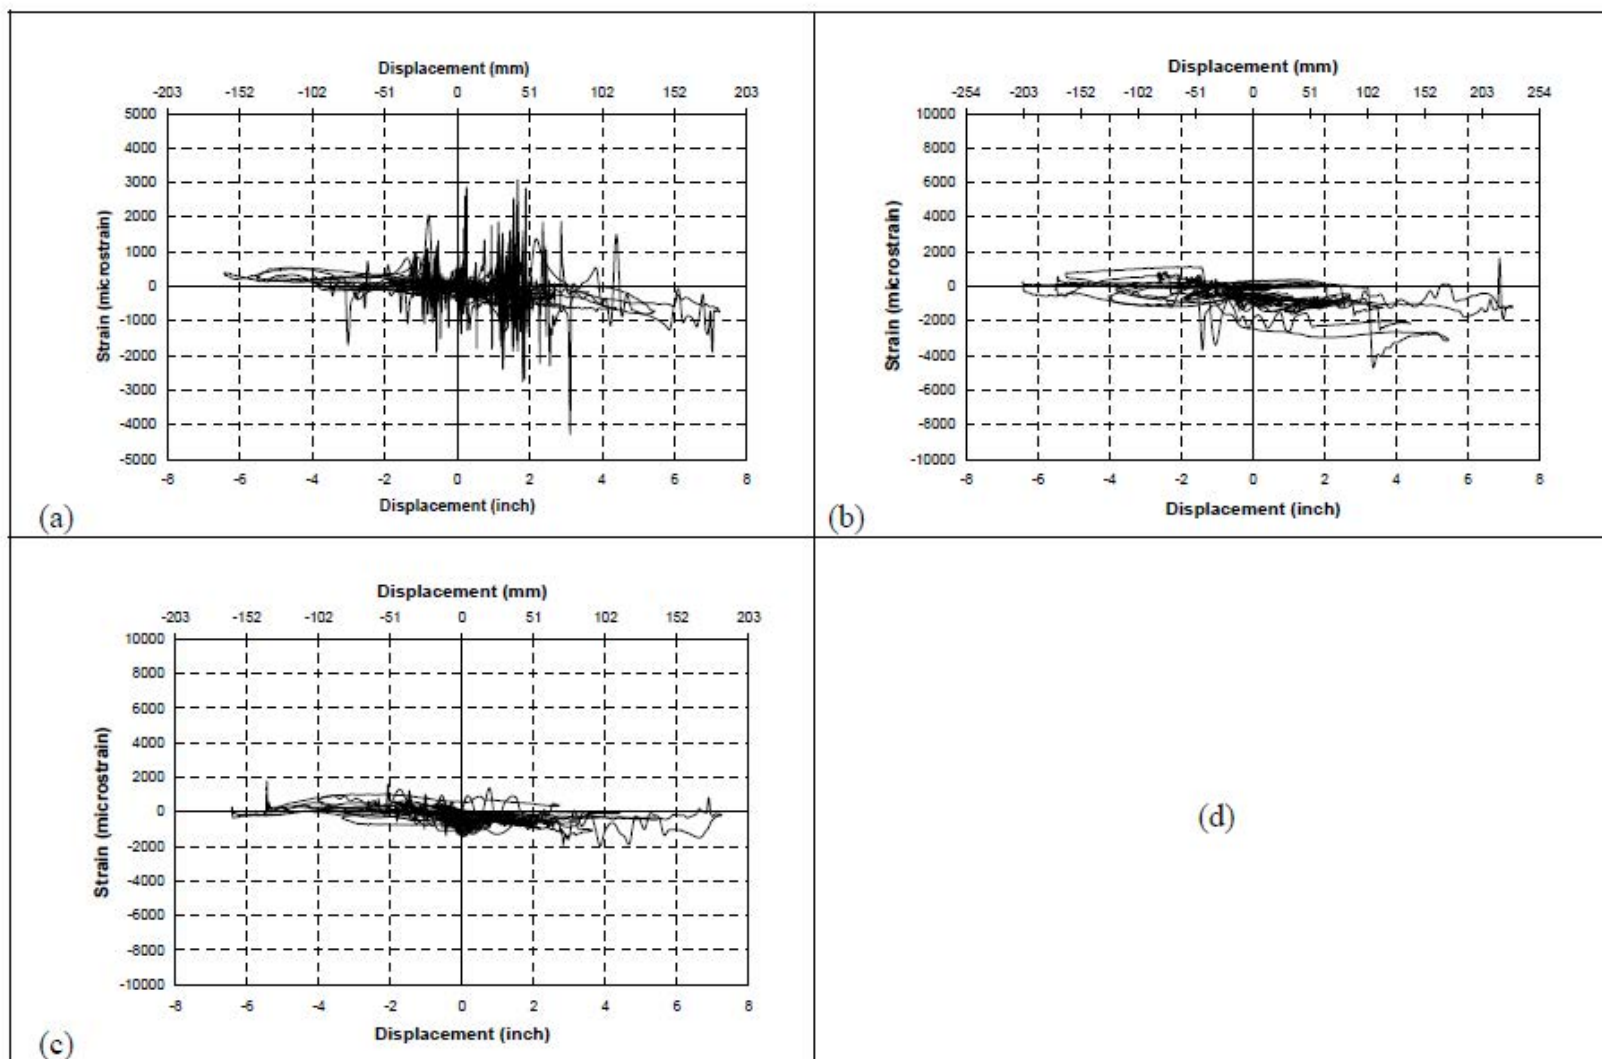 Displacement (mm)
-203 -152 -102 -51 0 51 102 152 203
5000
4000
3000
2000
1000
0
-1000
-2000
-3000
-4000
-5000
Strain (microstrain)
-8 -6 -4 -2 0 2 4 6 8
Displacement (inch)
(a)
Displacement (mm)
-254 -203 -152 -102 -51 0 51 102 152 203 254
10000
8000
6000
4000
2000
0
-2000
-4000
-6000
-8000
-10000
Strain (microstrain)
-8 -6 -4 -2 0 2 4 6 8
Displacement (inch)
(b)
Displacement (mm)
-203 -152 -102 -51 0 51 102 152 203
10000
8000
6000
4000
2000
0
-2000
-4000
-6000
-8000
-10000
Strain (microstrain)
-8 -6 -4 -2 0 2 4 6 8
Displacement (inch)
(c)
(d)